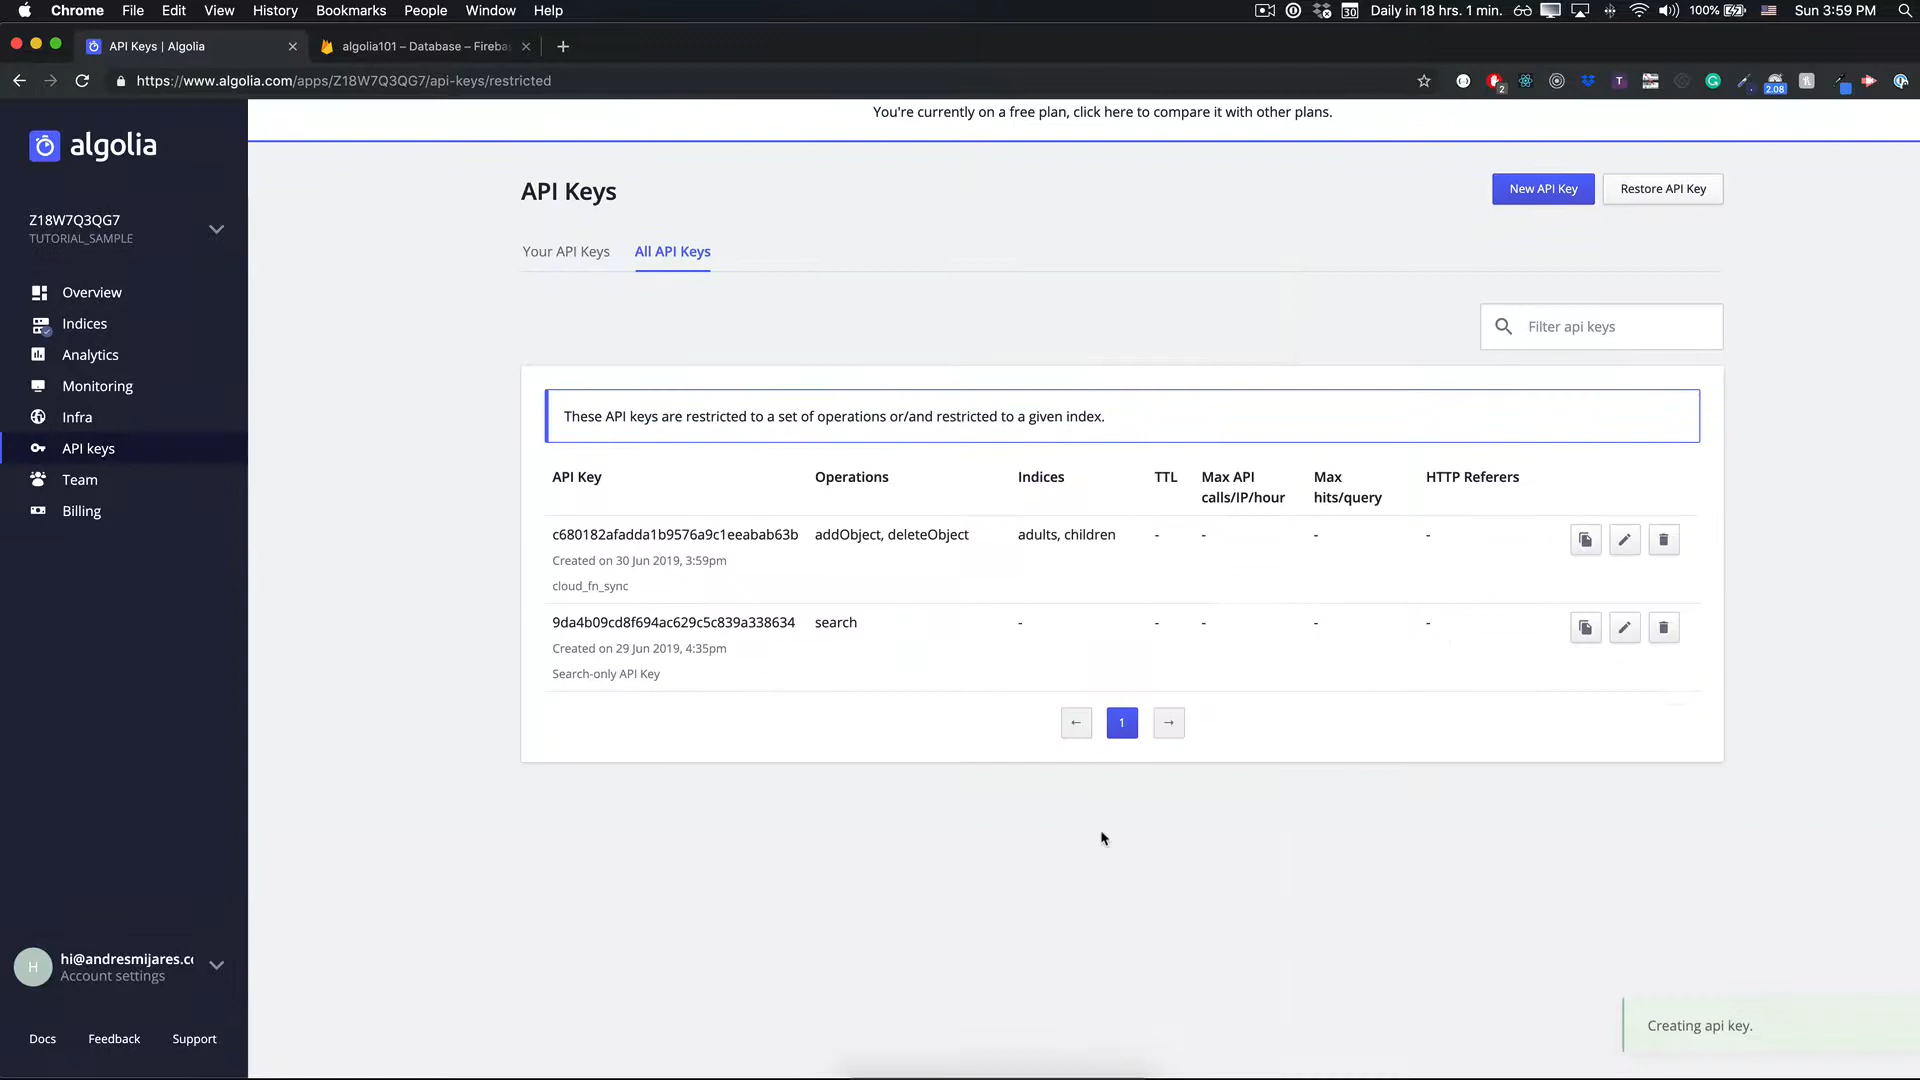 Chrome File Edit View History Bookmarks People Window Help
30 Daily in 18 hrs. 1 min. 100% Sun 3:59 PM
API Keys | Algolia
algolia101 – Database – Fireba
https://www.algolia.com/apps/Z18W7Q3QG7/api-keys/restricted
2 T 2.08
You're currently on a free plan, click here to compare it with other plans.
algolia
Z18W7Q3QG7
TUTORIAL_SAMPLE
Overview
Indices
Analytics
Monitoring
Infra
API keys
Team
Billing
H
hi@andresmijares.co
Account settings
Docs Feedback Support
API Keys
New API Key
Restore API Key
Your API Keys
All API Keys
Filter api keys
These API keys are restricted to a set of operations or/and restricted to a given index.
API Key Operations Indices TTL Max API calls/IP/hour Max hits/query HTTP Referers
c680182afadda1b9576a9c1eeabab63b addObject, deleteObject adults, children - - - -
Created on 30 Jun 2019, 3:59pm
cloud_fn_sync
9da4b09cd8f694ac629c5c839a338634 search - - - - -
Created on 29 Jun 2019, 4:35pm
Search-only API Key
← 1 →
Creating api key.